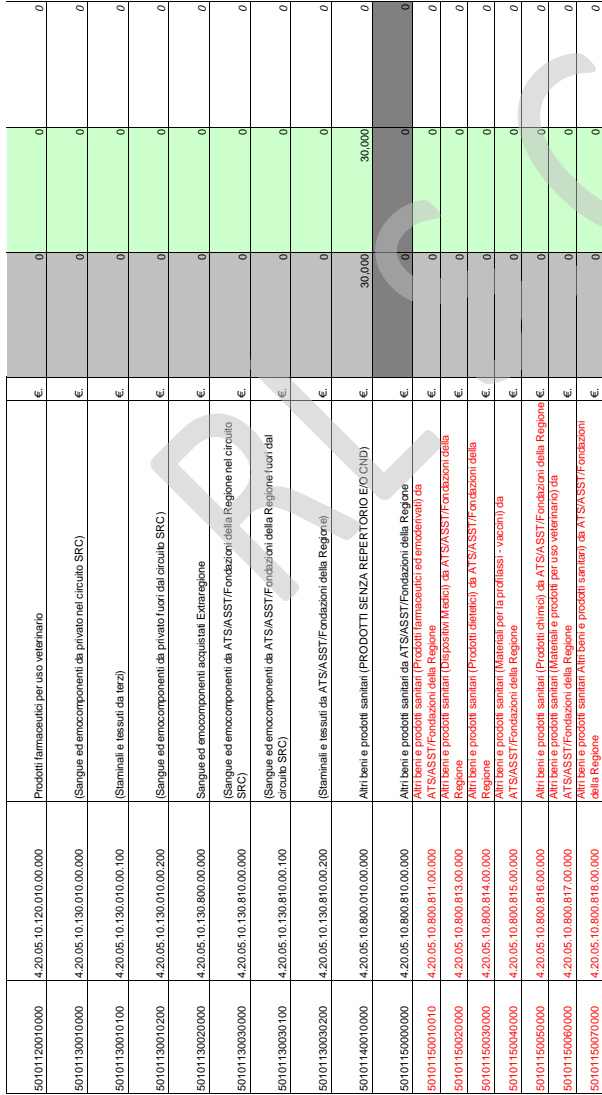 50101120010000 4.20.05.10.120.010.00.000 Prodotti farmaceutici per uso veterinario €. 0 0 0
50101130010000 4.20.05.10.130.010.00.000 (Sangue ed emocomponenti da privato nel circuito SRC) €. 0 0 0
50101130010100 4.20.05.10.130.010.00.100 (Staminali e tessuti da terzi) €. 0 0 0
50101130010200 4.20.05.10.130.010.00.200 (Sangue ed emocomponenti da privato fuori dal circuito SRC) €. 0 0 0
50101130020000 4.20.05.10.130.800.00.000 Sangue ed emocomponenti acquistati Extraregione €. 0 0 0
50101130030000 4.20.05.10.130.810.00.000 (Sangue ed emocomponenti da ATS/ASST/Fondazioni della Regione nel circuito
SRC) €. 0 0 0
50101130030100 4.20.05.10.130.810.00.100 (Sangue ed emocomponenti da ATS/ASST/Fondazioni della Regione fuori dal
circuito SRC) €. 0 0 0
50101130030200 4.20.05.10.130.810.00.200 (Staminali e tessuti da ATS/ASST/Fondazioni della Regione) €. 0 0 0
50101140010000 4.20.05.10.800.010.00.000 Altri beni e prodotti sanitari (PRODOTTI SENZA REPERTORIO E/O CND) €. 30,000 30,000 0
50101150000000 4.20.05.10.800.810.00.000 Altri beni e prodotti sanitari da ATS/ASST/Fondazioni della Regione €. 0 0 0
50101150010010 4.20.05.10.800.811.00.000 Altri beni e prodotti sanitari (Prodotti farmaceutici ed emoderivati) da
ATS/ASST/Fondazioni della Regione €. 0 0 0
50101150020000 4.20.05.10.800.813.00.000 Altri beni e prodotti sanitari (Dispositivi Medici) da ATS/ASST/Fondazioni della
Regione €. 0 0 0
50101150030000 4.20.05.10.800.814.00.000 Altri beni e prodotti sanitari (Prodotti dietetici) da ATS/ASST/Fondazioni della
Regione €. 0 0 0
50101150040000 4.20.05.10.800.815.00.000 Altri beni e prodotti sanitari (Materiali per la profilassi - vaccini) da
ATS/ASST/Fondazioni della Regione €. 0 0 0
50101150050000 4.20.05.10.800.816.00.000 Altri beni e prodotti sanitari (Prodotti chimici) da ATS/ASST/Fondazioni della Regione €. 0 0 0
50101150060000 4.20.05.10.800.817.00.000 Altri beni e prodotti sanitari (Materiali e prodotti per uso veterinario) da
ATS/ASST/Fondazioni della Regione €. 0 0 0
50101150070000 4.20.05.10.800.818.00.000 Altri beni e prodotti sanitari Altri beni e prodotti sanitari) da ATS/ASST/Fondazioni
della Regione €. 0 0 0